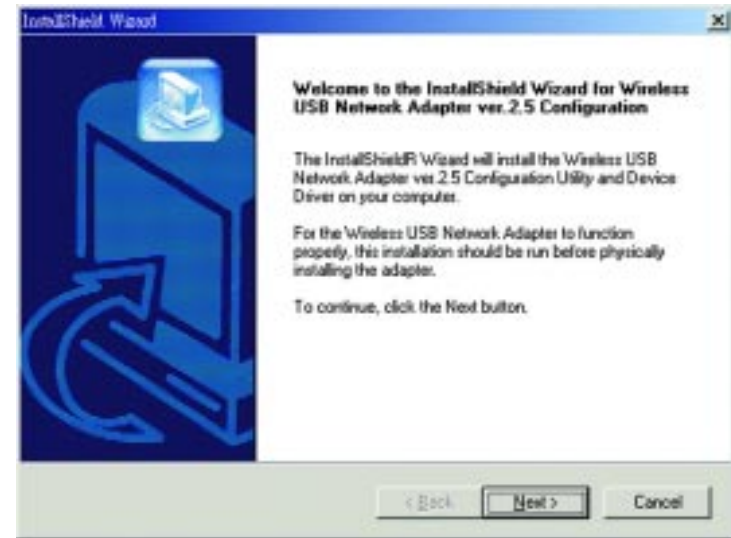 InstallShield Wizard
Welcome to the InstallShield Wizard for Wireless
USB Network Adapter ver.2.5 Configuration
The InstallShieldR Wizard will install the Wireless USB
Network Adapter ver.2.5 Configuration Utility and Device
Driver on your computer.
For the Wireless USB Network Adapter to function
properly, this installation should be run before physically
installing the adapter.
To continue, click the Next button.
< Back Next > Cancel